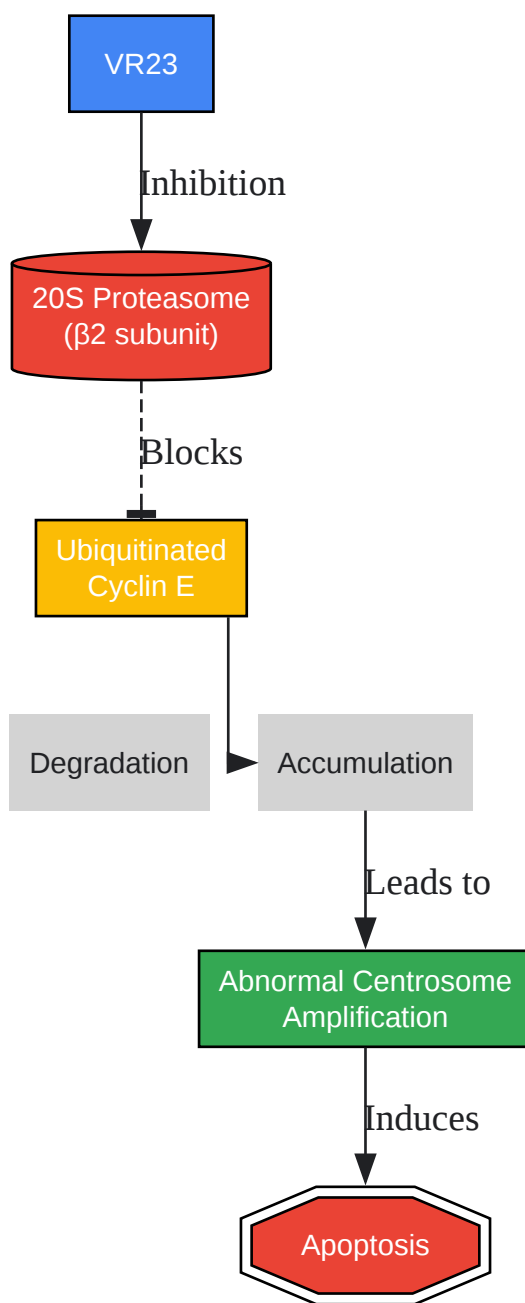 VR23
Inhibition
20S Proteasome
(β2 subunit)
Blocks
Ubiquitinated
Cyclin E
Degradation
Accumulation
Leads to
Abnormal Centrosome
Amplification
Induces
Apoptosis